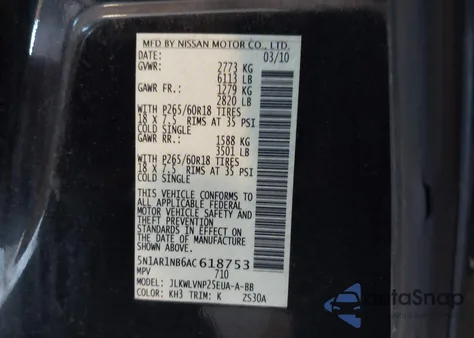 MFD BY NISSAN MOTOR CO., LTD.
DATE: 03/10
GVWR: 2773 KG
6113 LB
GAWR FR.: 1279 KG
2820 LB
WITH P265/60R18 TIRES
18 X 7.5 RIMS AT 35 PSI
COLD SINGLE
GAWR RR.: 1588 KG
3501 LB
WITH P265/60R18 TIRES
18 X 7.5 RIMS AT 35 PSI
COLD SINGLE
THIS VEHICLE CONFORMS TO
ALL APPLICABLE FEDERAL
MOTOR VEHICLE SAFETY AND
THEFT PREVENTION
STANDARDS IN EFFECT ON
THE DATE OF MANUFACTURE
SHOWN ABOVE.
5N1AR1NB6AC618753
MPV 710
MODEL: JLKWLVNP25EUA-A-BB
COLOR: KH3 TRIM: K ZS30A
AutaSnap